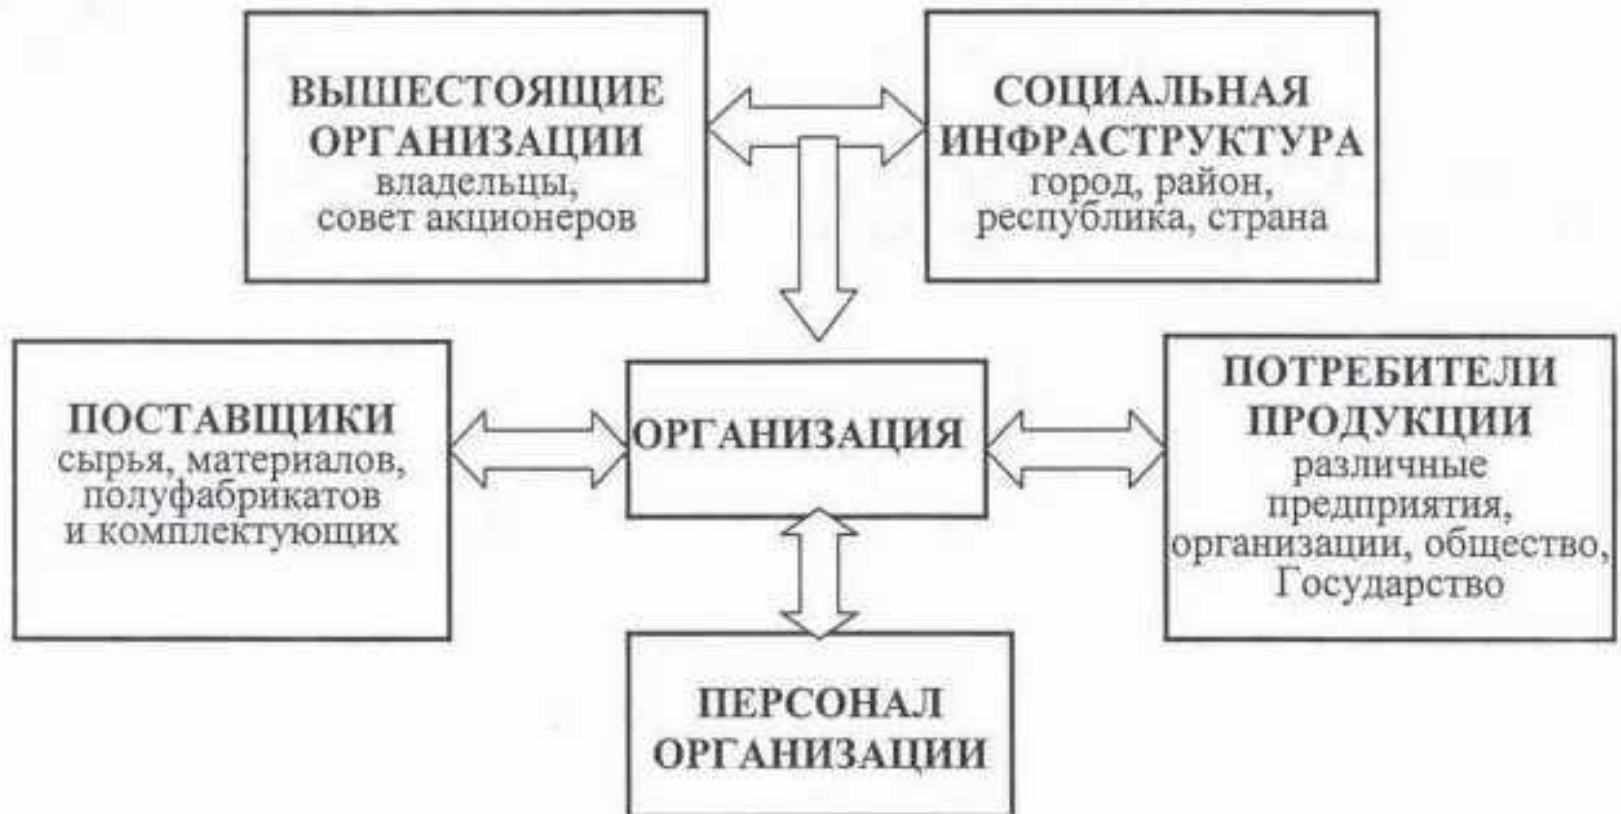 ВЫШЕСТОЯЩИЕ
ОРГАНИЗАЦИИ
владельцы,
совет акционеров
СОЦИАЛЬНАЯ
ИНФРАСТРУКТУРА
город, район,
республика, страна
ПОСТАВЩИКИ
сырья, материалов,
полуфабрикатов
и комплектующих
ОРГАНИЗАЦИЯ
ПОТРЕБИТЕЛИ
ПРОДУКЦИИ
различные
предприятия,
организации, общество,
Государство
ПЕРСОНАЛ
ОРГАНИЗАЦИИ